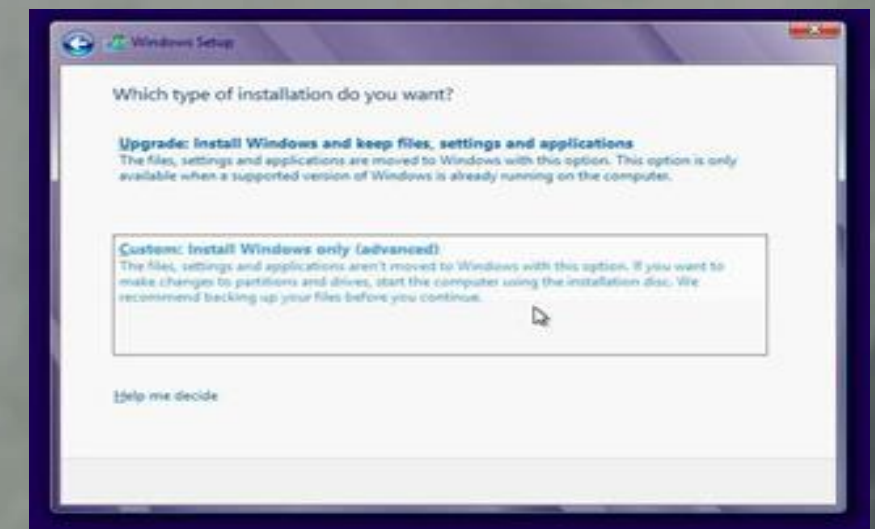 Windows Setup
Which type of installation do you want?
Upgrade: Install Windows and keep files, settings and applications
The files, settings and applications are moved to Windows with this option. This option is only
available when a supported version of Windows is already running on the computer.
Custom: Install Windows only (advanced)
The files, settings and applications aren't moved to Windows with this option. If you want to
make changes to partitions and drives, start the computer using the installation disc. We
recommend backing up your files before you continue.
Help me decide